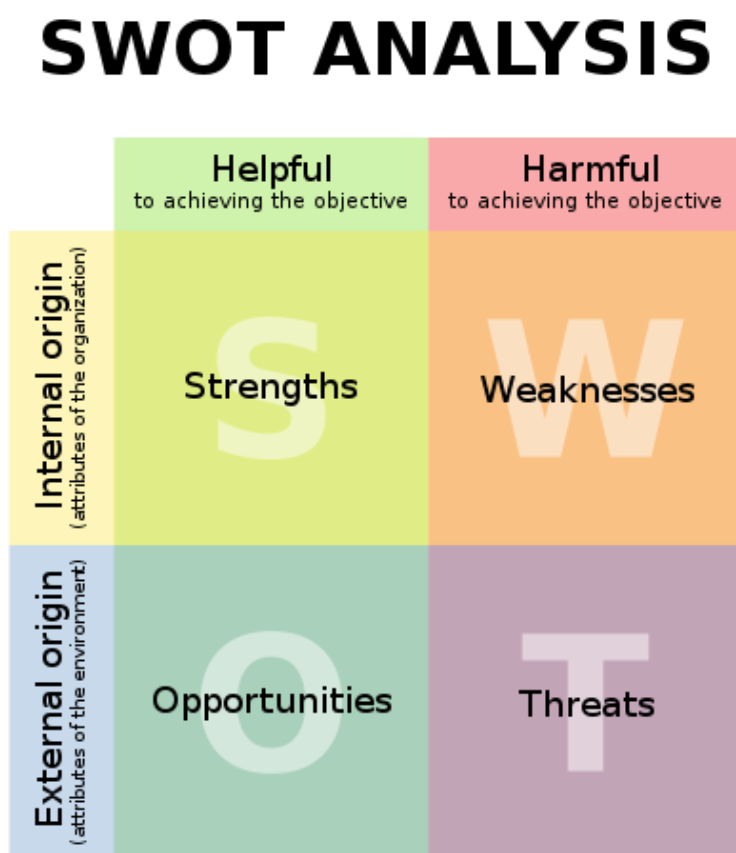 SWOT ANALYSIS
Helpful
to achieving the objective
Harmful
to achieving the objective
Internal origin
(attributes of the organization)
S
Strengths
W
Weaknesses
External origin
(attributes of the environment)
O
Opportunities
T
Threats